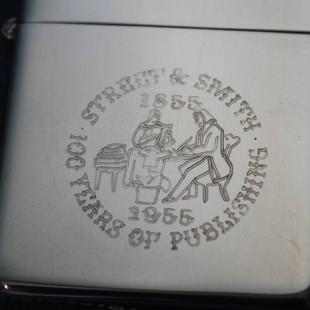 STREET & SMITH
1855
1955
100 YEARS OF PUBLISHING